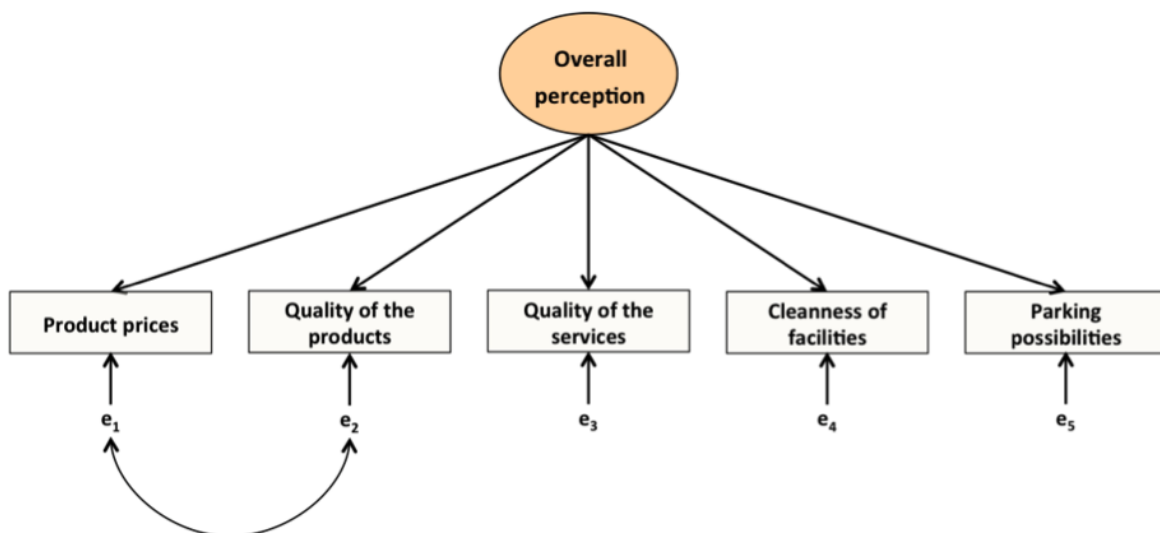 Overall
perception
Product prices
Quality of the
products
Quality of the
services
Cleanness of
facilities
Parking
possibilities
e₁
e₂
e₃
e₄
e₅